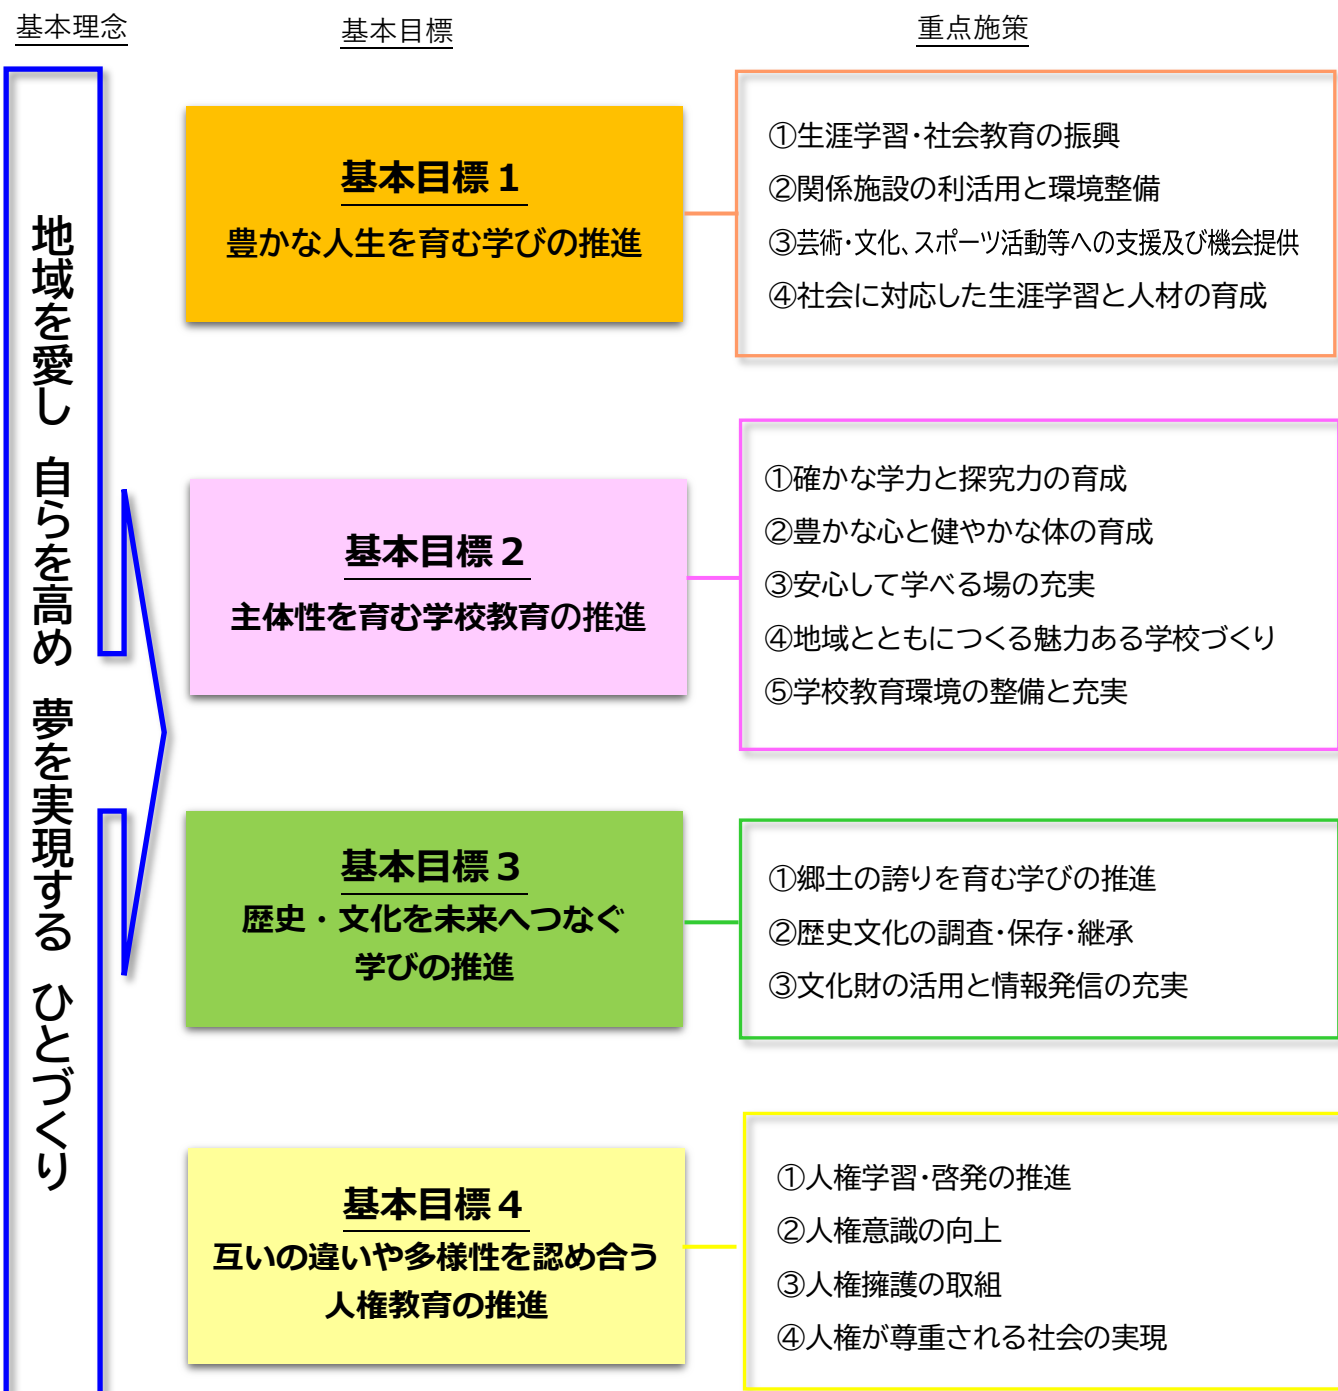 基本理念
基本目標
重点施策
地域を愛し 自らを高め 夢を実現する ひとづくり
基本目標１
豊かな人生を育む学びの推進
①生涯学習・社会教育の振興
②関係施設の利活用と環境整備
③芸術・文化、スポーツ活動等への支援及び機会提供
④社会に対応した生涯学習と人材の育成
基本目標２
主体性を育む学校教育の推進
①確かな学力と探究力の育成
②豊かな心と健やかな体の育成
③安心して学べる場の充実
④地域とともにつくる魅力ある学校づくり
⑤学校教育環境の整備と充実
基本目標３
歴史・文化を未来へつなぐ
学びの推進
①郷土の誇りを育む学びの推進
②歴史文化の調査・保存・継承
③文化財の活用と情報発信の充実
基本目標４
互いの違いや多様性を認め合う
人権教育の推進
①人権学習・啓発の推進
②人権意識の向上
③人権擁護の取組
④人権が尊重される社会の実現